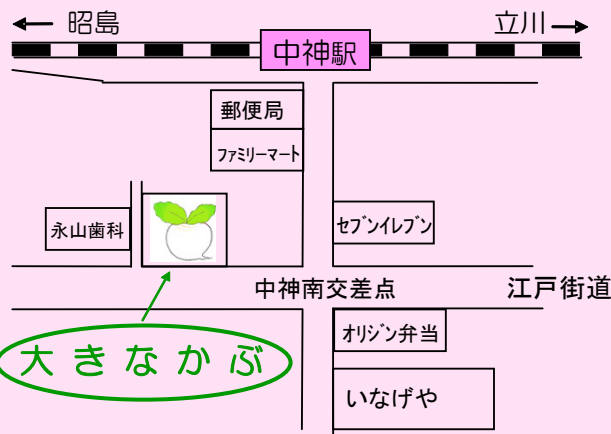 昭島
立川
中神駅
郵便局
ファミリーマート
永山歯科
セブンイレブン
中神南交差点
江戸街道
オリジン弁当
大きなかぶ
いなげや